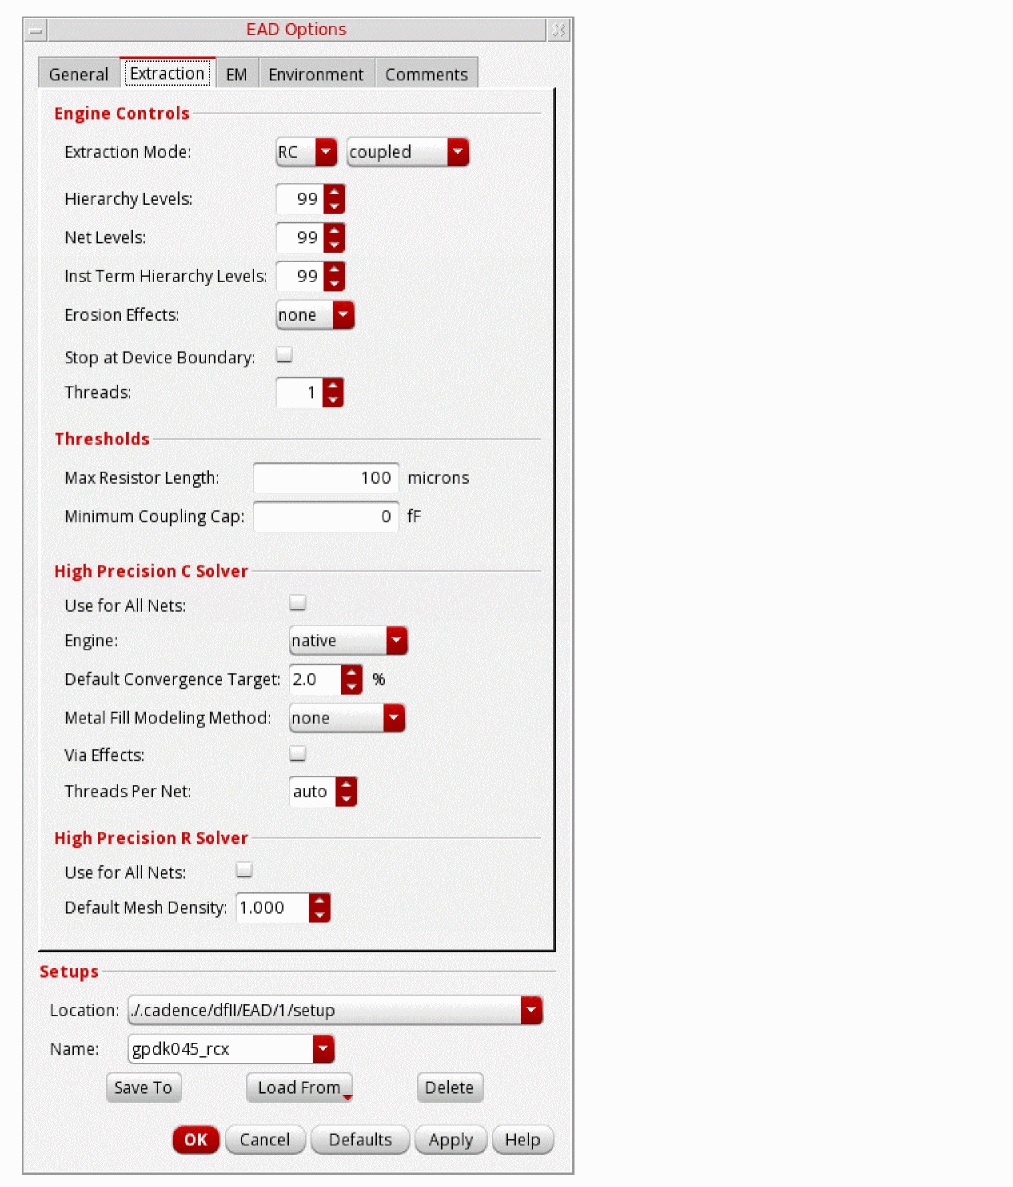 EAD Options
General Extraction EM Environment Comments
Engine Controls
Extraction Mode: RC coupled
Hierarchy Levels: 99
Net Levels: 99
Inst Term Hierarchy Levels: 99
Erosion Effects: none
Stop at Device Boundary:
Threads: 1
Thresholds
Max Resistor Length: 100 microns
Minimum Coupling Cap: 0 fF
High Precision C Solver
Use for All Nets:
Engine: native
Default Convergence Target: 2.0 %
Metal Fill Modeling Method: none
Via Effects:
Threads Per Net: auto
High Precision R Solver
Use for All Nets:
Default Mesh Density: 1.000
Setups
Location: ./.cadence/dfII/EAD/1/setup
Name: gpdk045_rcx
Save To Load From Delete
OK Cancel Defaults Apply Help